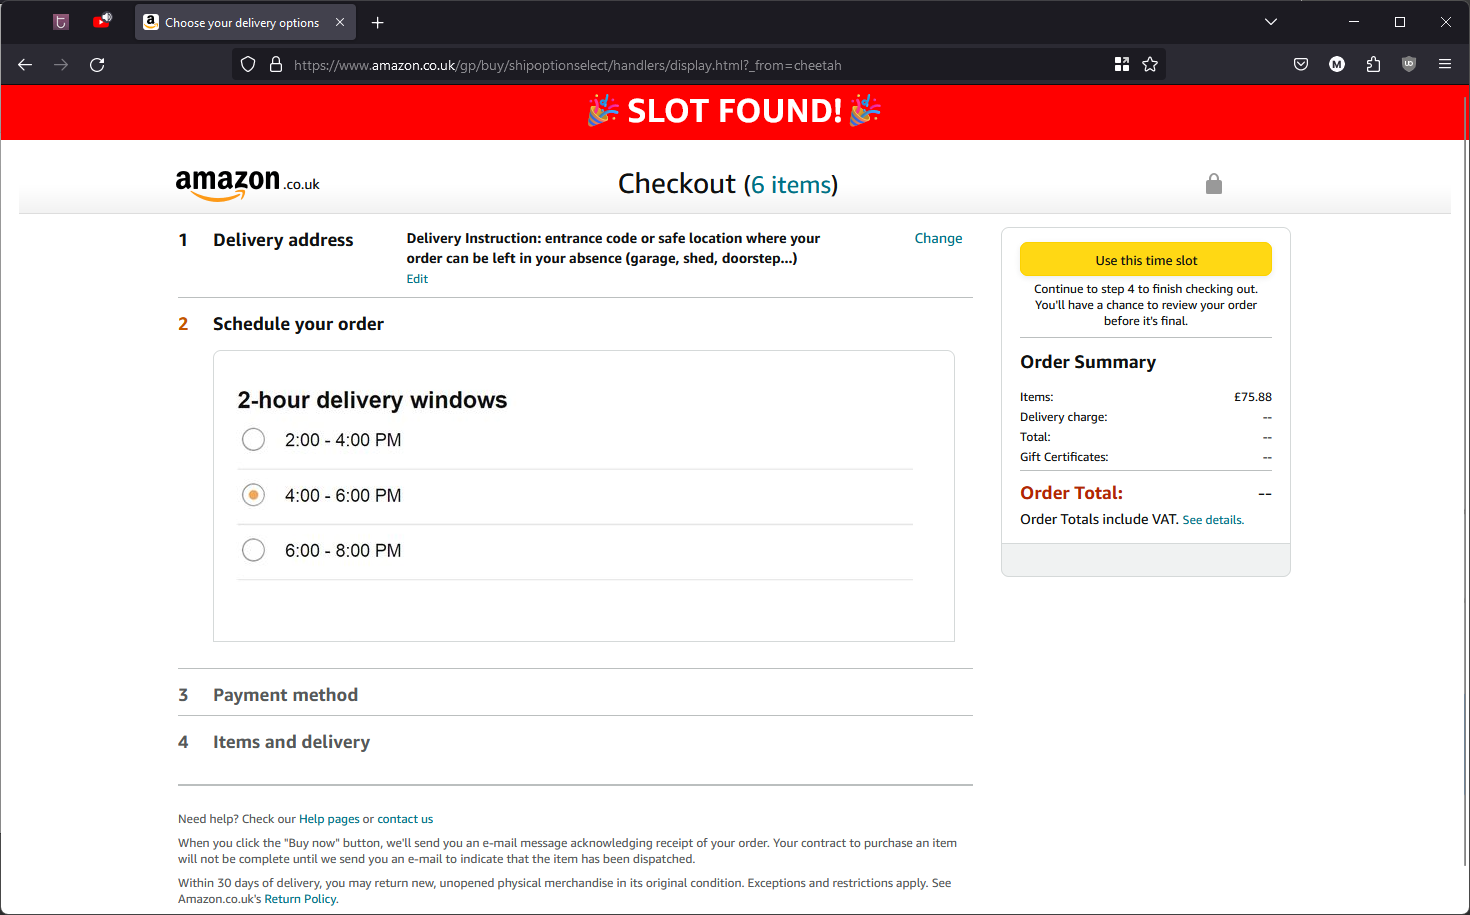 Choose your delivery options
https://www.amazon.co.uk/gp/buy/shipoptionselect/handlers/display.html?_from=cheetah
SLOT FOUND!
amazon.co.uk
Checkout (6 items)
1 Delivery address
Delivery Instruction: entrance code or safe location where your
order can be left in your absence (garage, shed, doorstep...)
Edit
Change
2 Schedule your order
2-hour delivery windows
2:00 - 4:00 PM
4:00 - 6:00 PM
6:00 - 8:00 PM
3 Payment method
4 Items and delivery
Use this time slot
Continue to step 4 to finish checking out.
You'll have a chance to review your order
before it's final.
Order Summary
Items: £75.88
Delivery charge: --
Total: --
Gift Certificates: --
Order Total: --
Order Totals include VAT. See details.
Need help? Check our Help pages or contact us
When you click the "Buy now" button, we'll send you an e-mail message acknowledging receipt of your order. Your contract to purchase an item
will not be complete until we send you an e-mail to indicate that the item has been dispatched.
Within 30 days of delivery, you may return new, unopened physical merchandise in its original condition. Exceptions and restrictions apply. See
Amazon.co.uk's Return Policy.